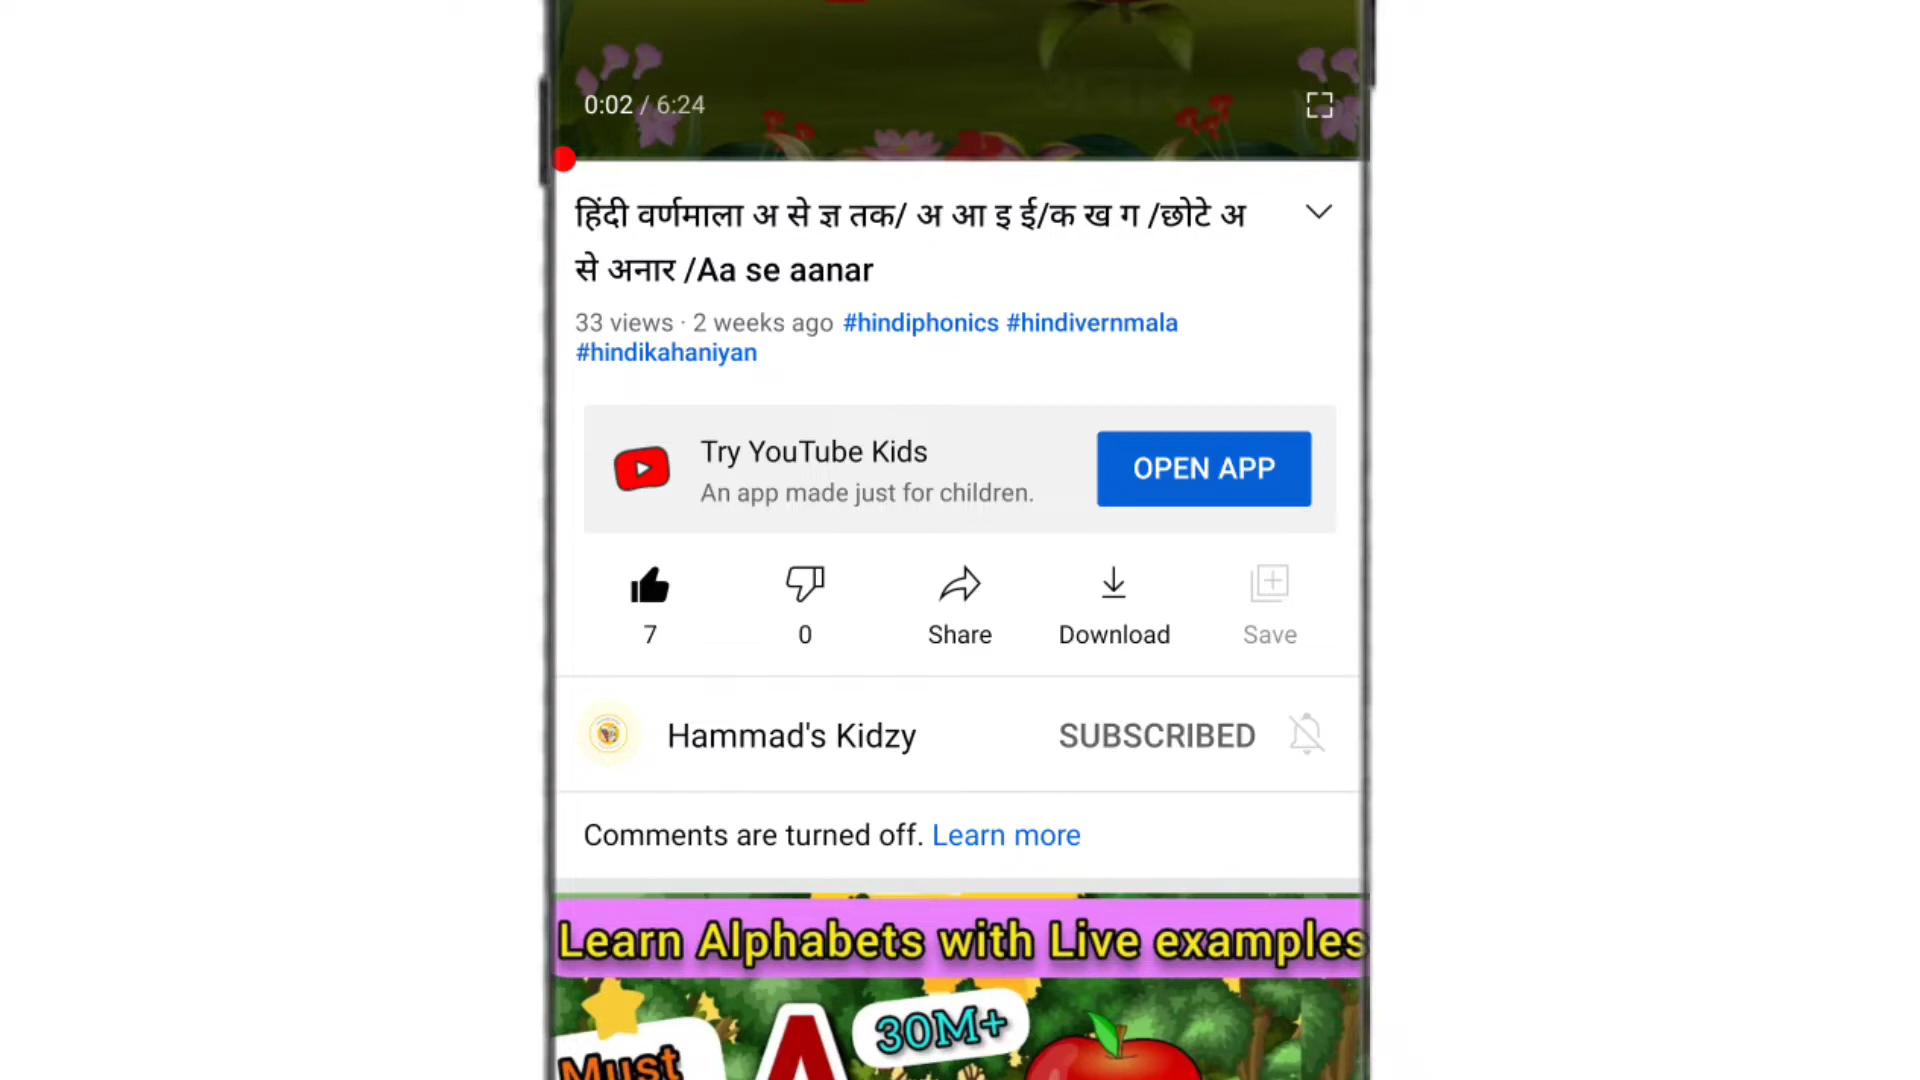 0:02 / 6:24
हिंदी वर्णमाला अ से ज्ञ तक/ अ आ इ ई/क ख ग /छोटे अ
से अनार /Aa se aanar
33 views · 2 weeks ago #hindiphonics #hindivernmala
#hindikahaniyan
Try YouTube Kids
An app made just for children.
OPEN APP
7
0
Share
Download
Save
Hammad's Kidzy
SUBSCRIBED
Comments are turned off. Learn more
Learn Alphabets with Live examples
30M+
Must
A